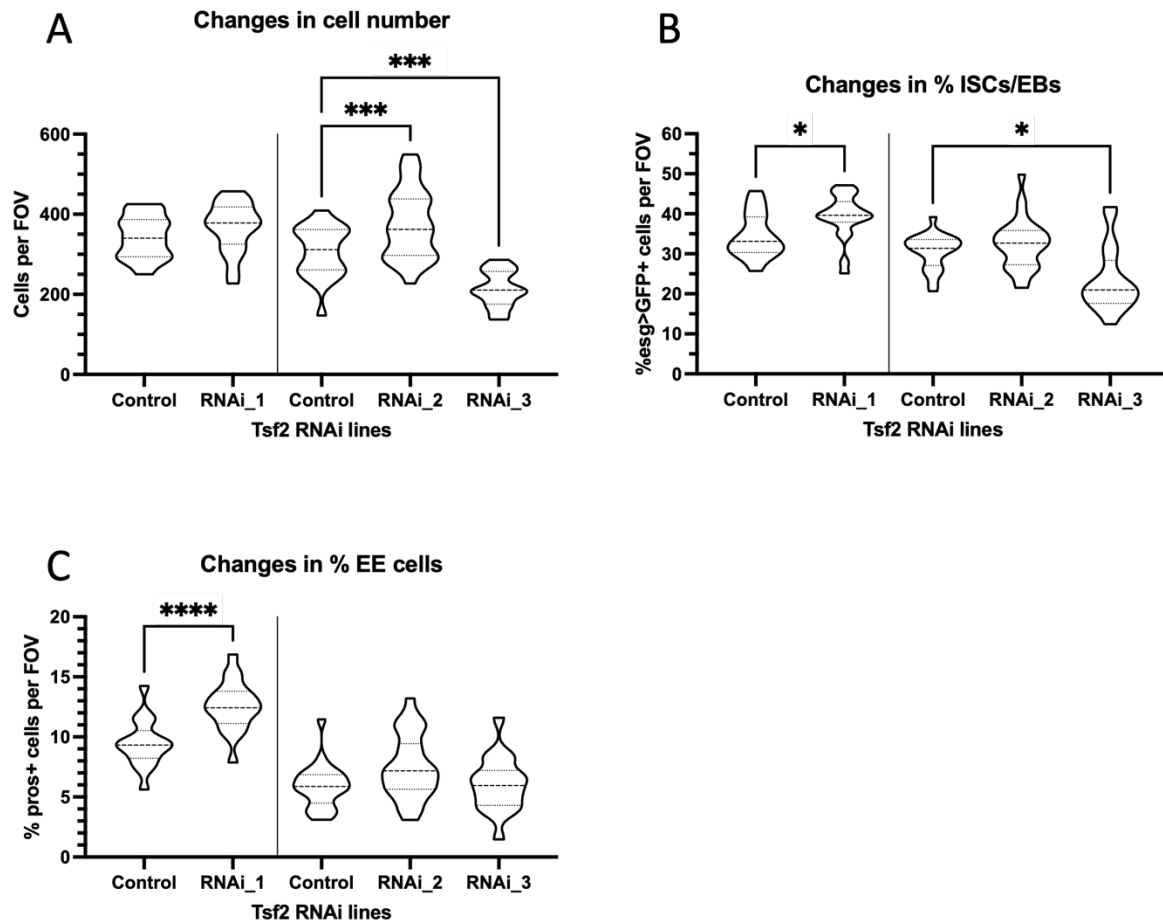 A
Changes in cell number
***
***
Cells per FOV
600
400
200
0
Control
RNAi_1
Control
RNAi_2
RNAi_3
Tsf2 RNAi lines
B
Changes in % ISCs/EBs
*
*
%esg>GFP+ cells per FOV
60
50
40
30
20
10
0
Control
RNAi_1
Control
RNAi_2
RNAi_3
Tsf2 RNAi lines
C
Changes in % EE cells
****
% pros+ cells per FOV
20
15
10
5
0
Control
RNAi_1
Control
RNAi_2
RNAi_3
Tsf2 RNAi lines